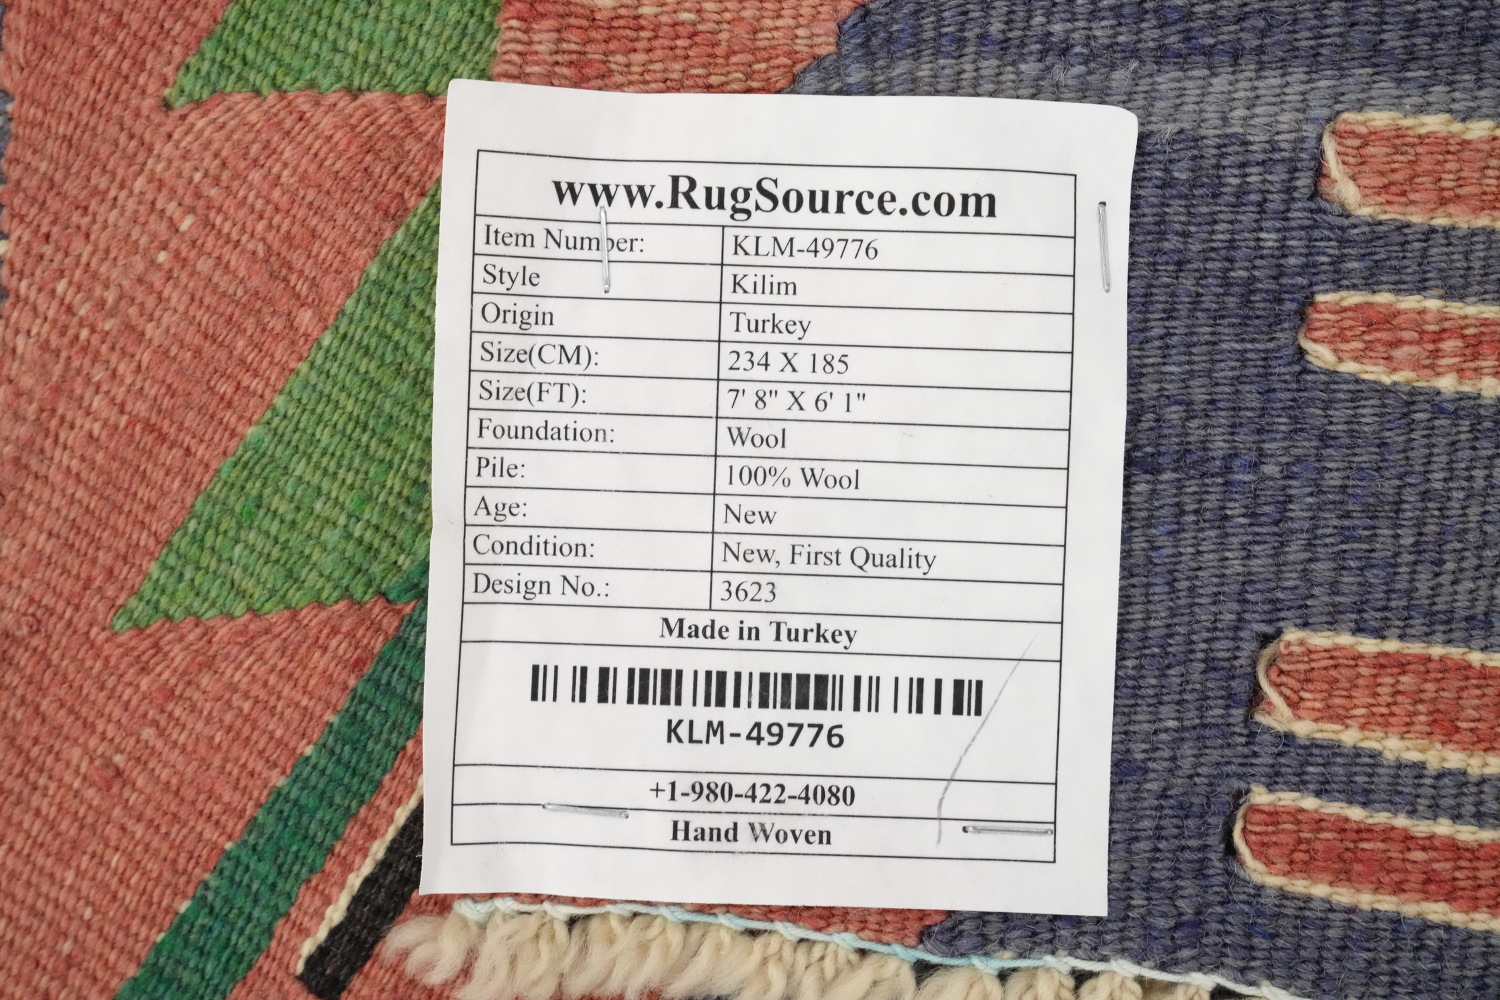 www.RugSource.com
Item Number: KLM-49776
Style Kilim
Origin Turkey
Size(CM): 234 X 185
Size(FT): 7' 8" X 6' 1"
Foundation: Wool
Pile: 100% Wool
Age: New
Condition: New, First Quality
Design No.: 3623
Made in Turkey
KLM-49776
+1-980-422-4080
Hand Woven